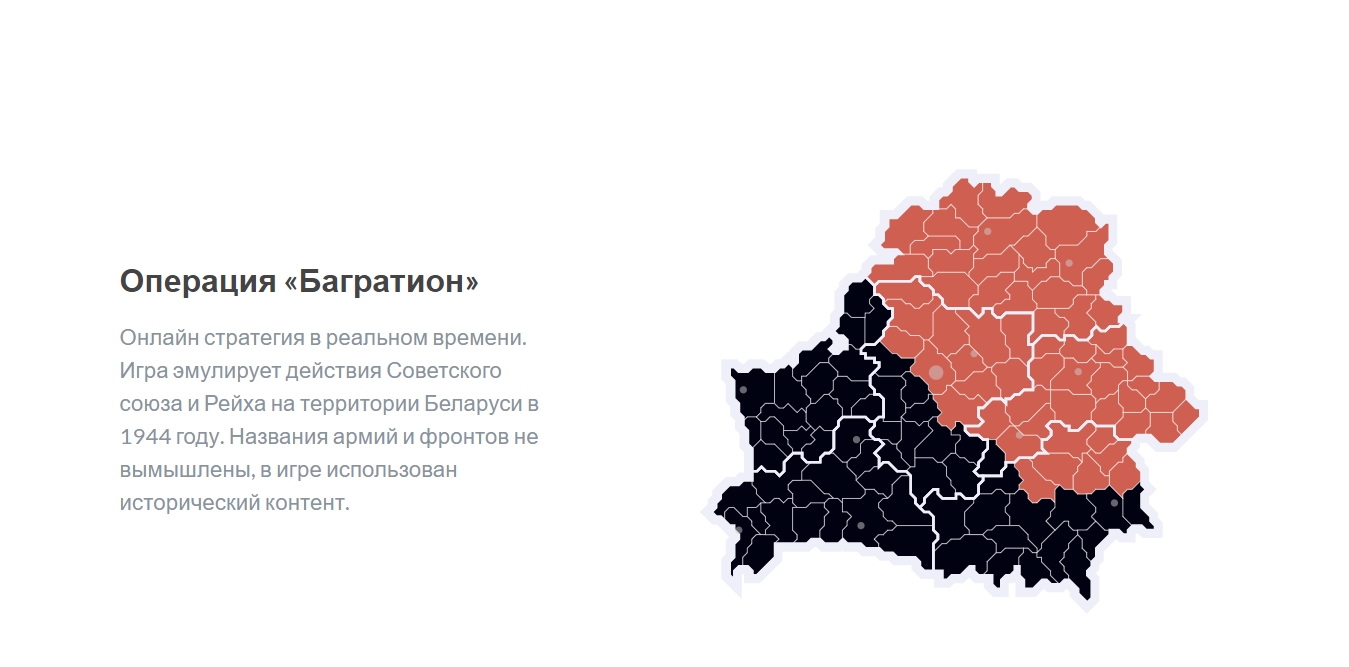 Операция «Багратион»
Онлайн стратегия в реальном времени.
Игра эмулирует действия Советского
союза и Рейха на территории Беларуси в
1944 году. Названия армий и фронтов не
вымышлены, в игре использован
исторический контент.